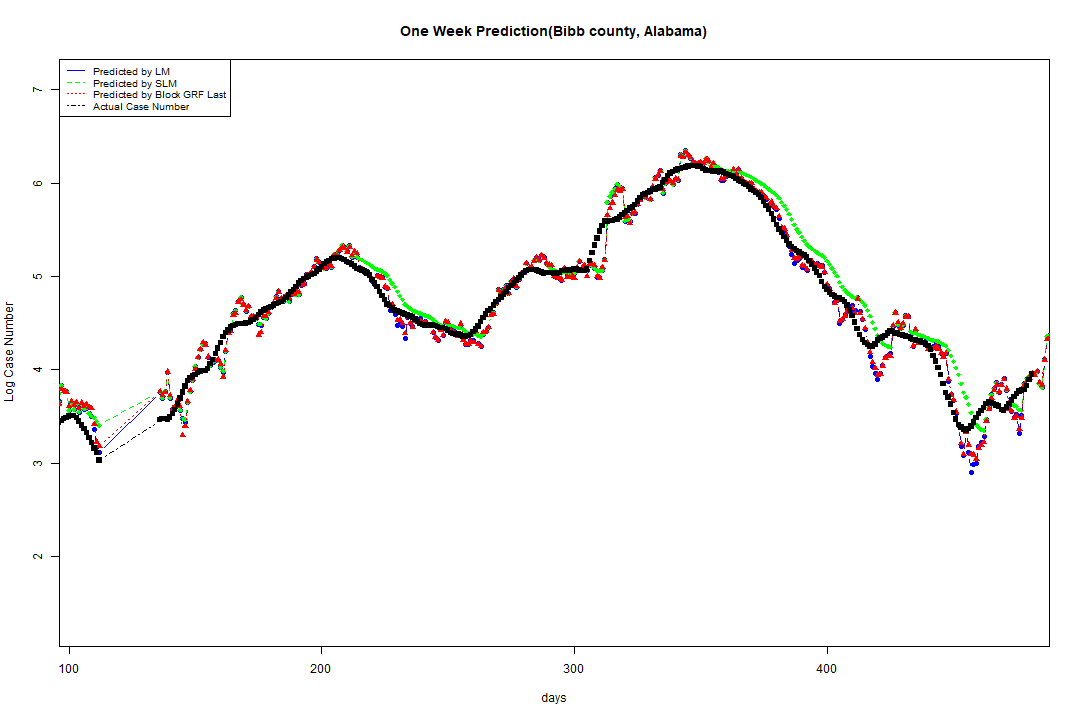 One Week Prediction(Bibb county, Alabama)
Predicted by LM
Predicted by SLM
Predicted by Block GRF Last
Actual Case Number
7
6
5
4
3
2
Log Case Number
100 200 300 400
days